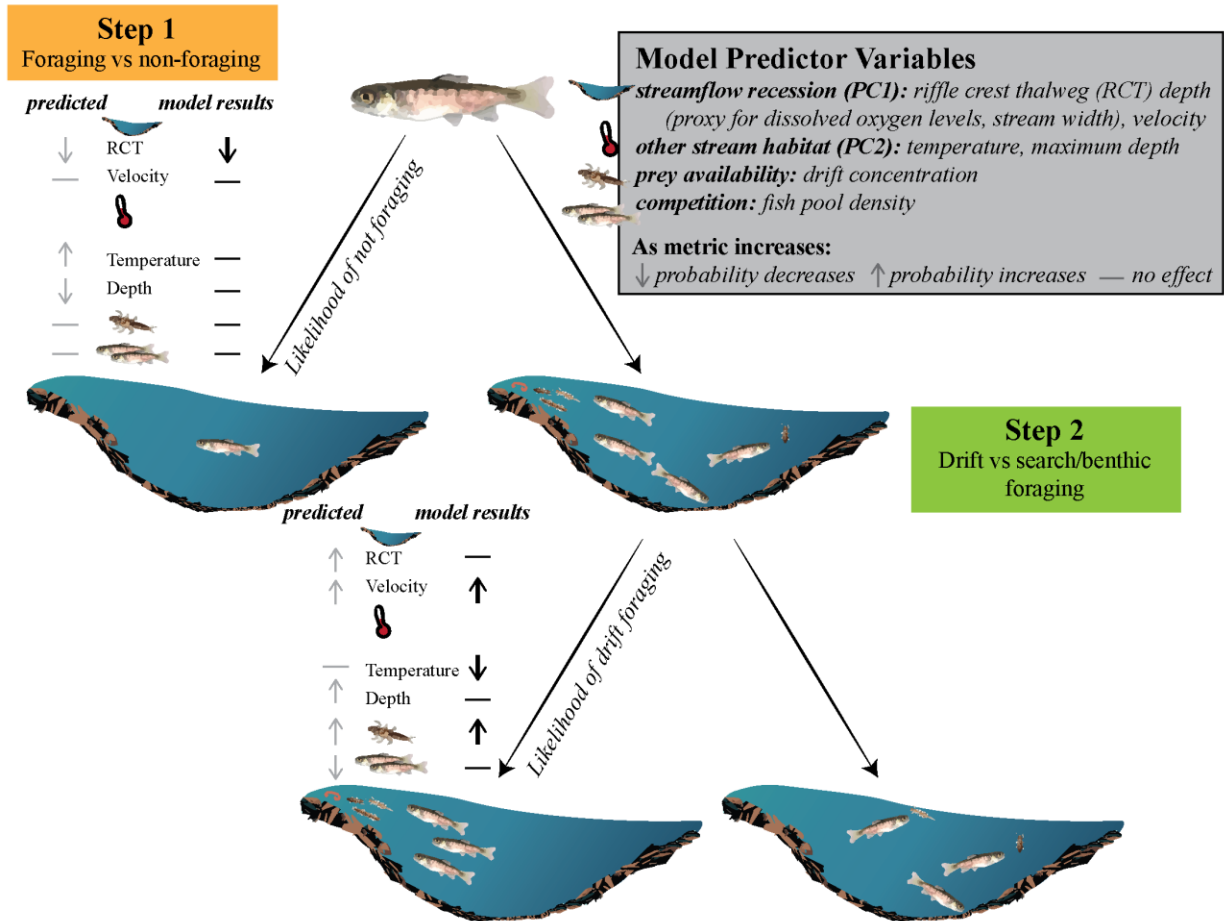 Step 1
Foraging vs non-foraging
predicted model results
RCT
Velocity
Temperature
Depth
Likelihood of not foraging
Model Predictor Variables
streamflow recession (PC1): riffle crest thalweg (RCT) depth
(proxy for dissolved oxygen levels, stream width), velocity
other stream habitat (PC2): temperature, maximum depth
prey availability: drift concentration
competition: fish pool density
As metric increases:
↓ probability decreases ↑ probability increases — no effect
Step 2
Drift vs search/benthic
foraging
predicted model results
RCT
Velocity
Temperature
Depth
Likelihood of drift foraging